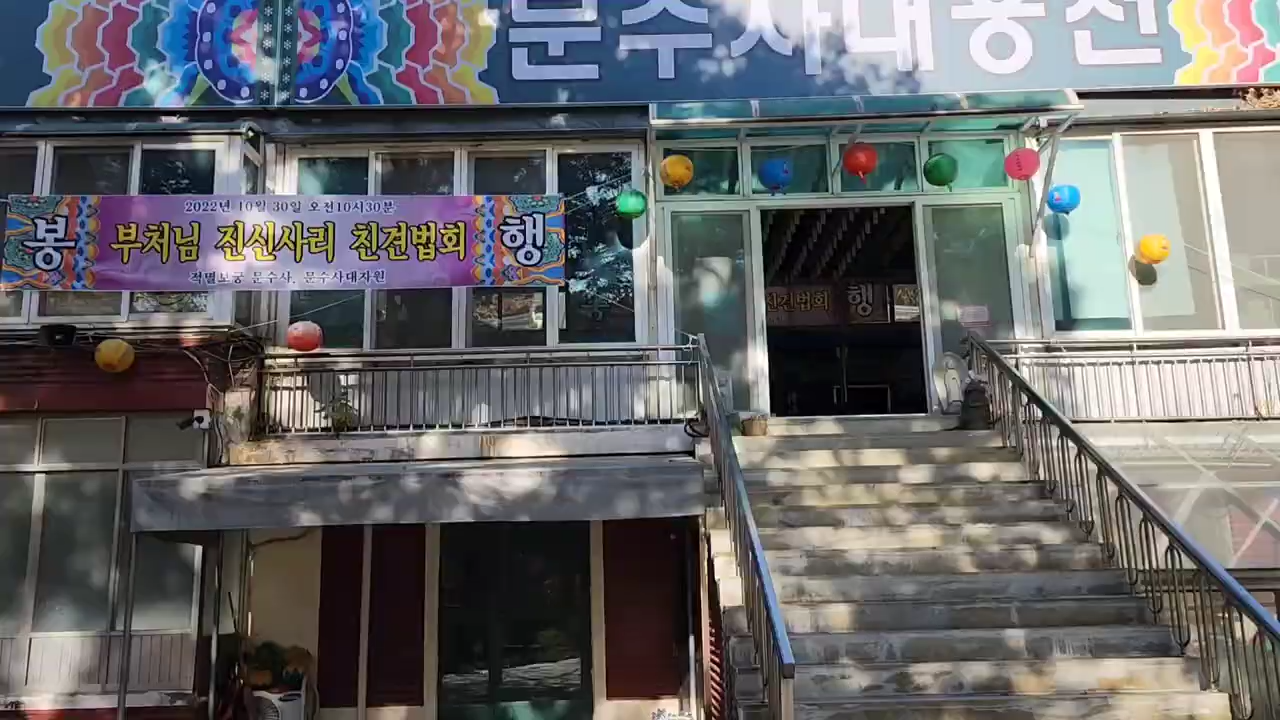 문수사대웅전
2022년 10월 30일 오전10시30분
봉 부처님 진신사리 친견법회 행
적멸보궁 문수사, 문수사대자원
친견법회 행